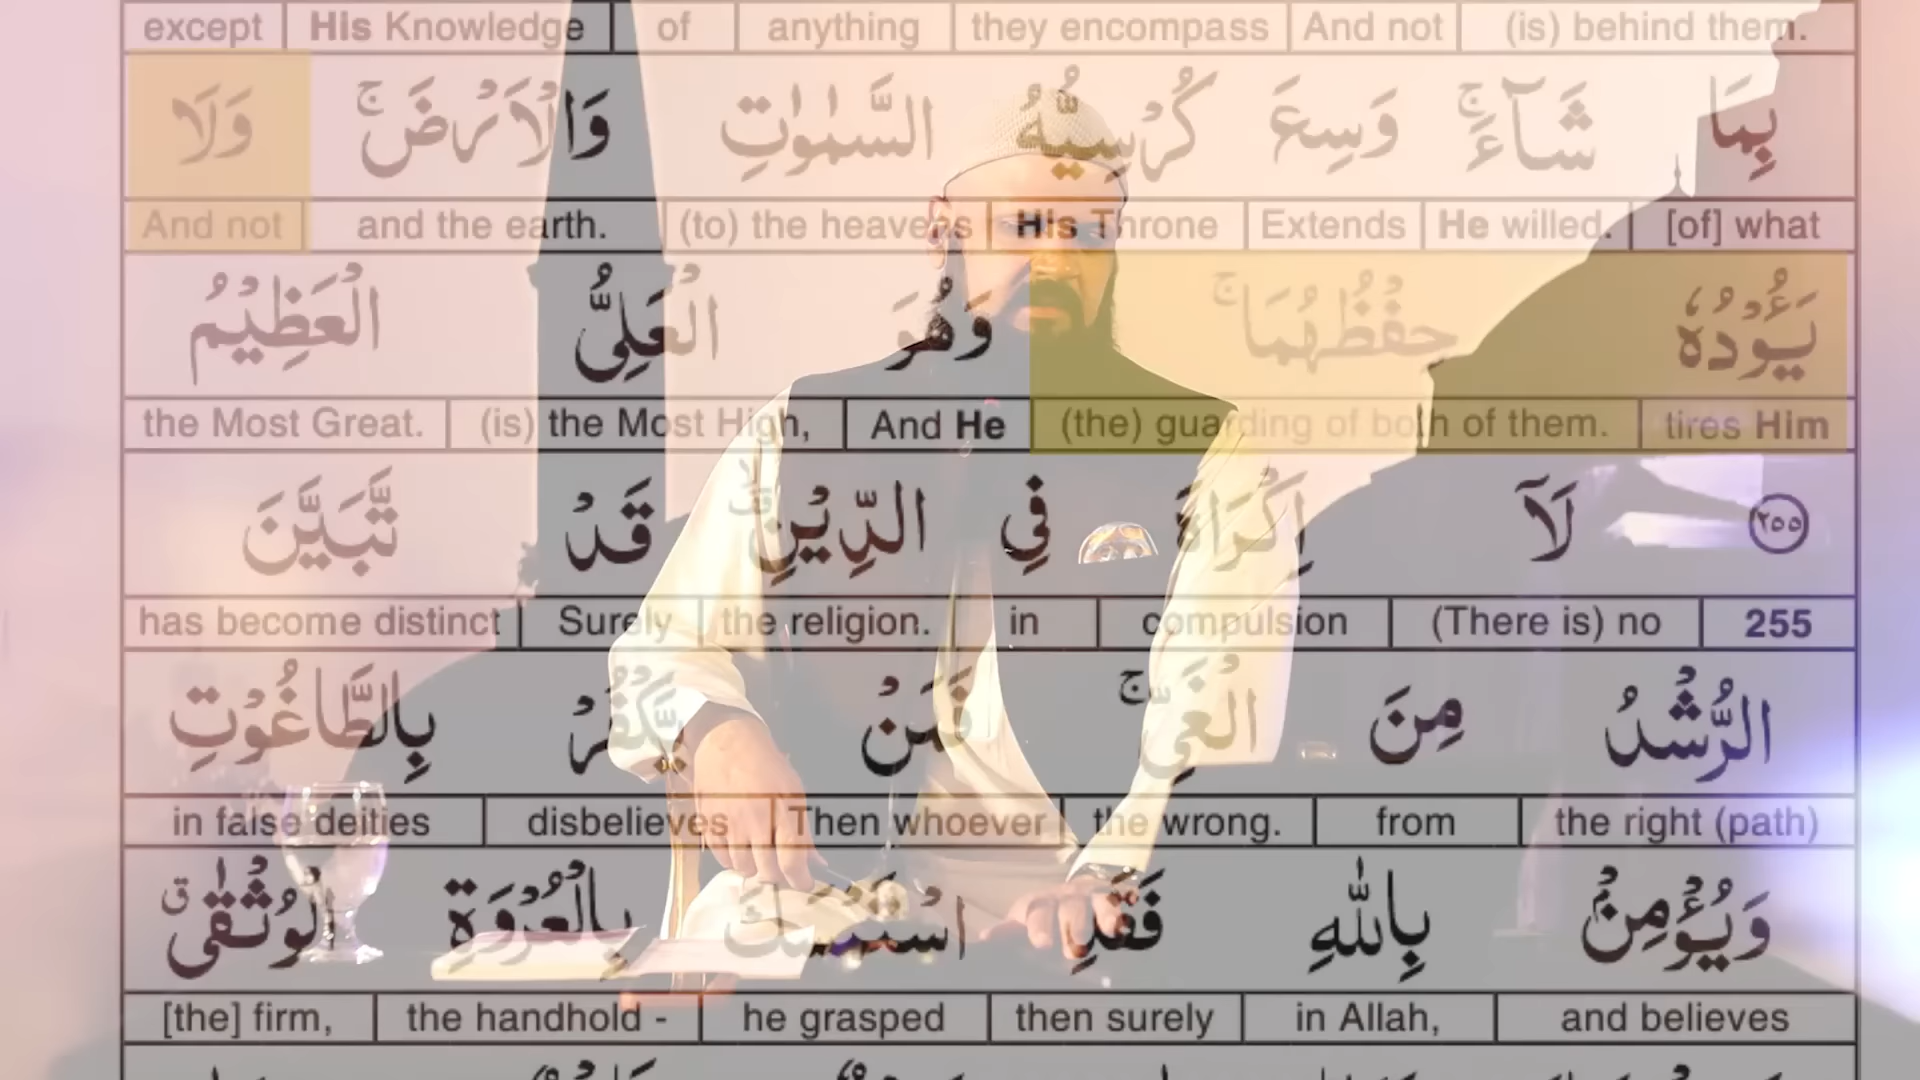 except His Knowledge of anything they encompass And not (is) behind them.
بِمَا شَآءَ ۚ وَسِعَ كُرْسِيُّهُ السَّمٰوٰتِ وَالْاَرْضَ ۚ وَلَا
And not and the earth. (to) the heavens His Throne Extends He willed. [of] what
يَـُٔوْدُهٗ حِفْظُهُمَا ۚ وَهُوَ الْعَلِىُّ الْعَظِيْمُ
the Most Great. (is) the Most High, And He (the) guarding of both of them. tires Him
٢٥٥ لَآ اِكْرَاهَ فِى الدِّيْنِ ۙ قَدْ تَّبَيَّنَ
has become distinct Surely the religion. in compulsion (There is) no 255
الرُّشْدُ مِنَ الْغَىِّ ۚ فَمَنْ يَّكْفُرْ بِالطَّاغُوْتِ
in false deities disbelieves Then whoever the wrong. from the right (path)
وَيُؤْمِنْۢ بِاللّٰهِ فَقَدِ اسْتَمْسَكَ بِالْعُرْوَةِ الْوُثْقٰى ۗ
[the] firm, the handhold - he grasped then surely in Allah, and believes